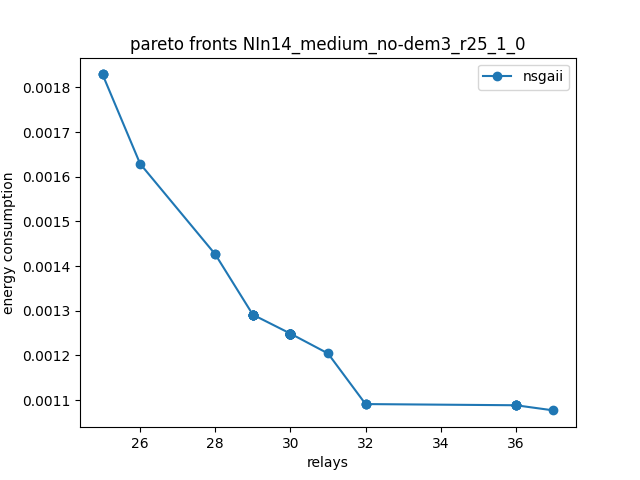 pareto fronts NIn14_medium_no-dem3_r25_1_0
nsgaii
0.0018
0.0017
0.0016
0.0015
0.0014
0.0013
0.0012
0.0011
energy consumption
26 28 30 32 34 36
relays